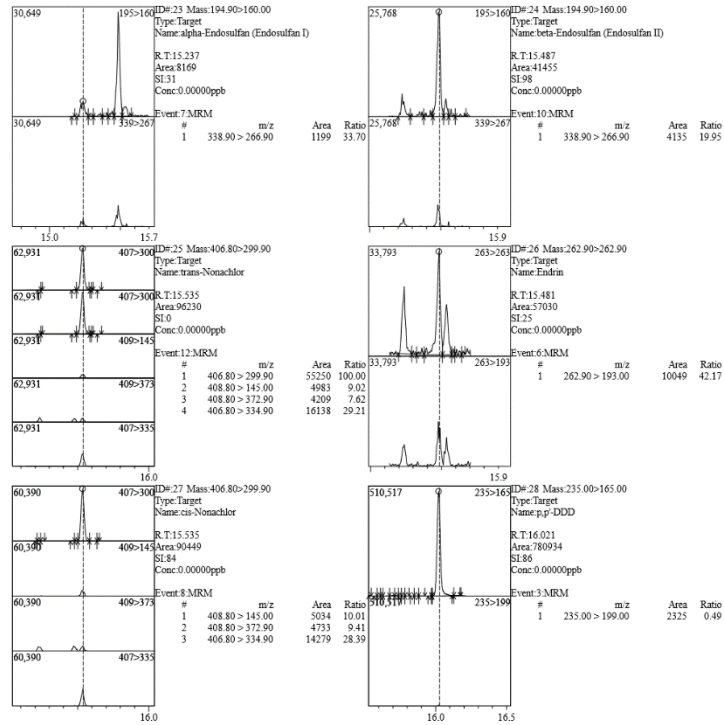 30,649 195>160
30,649 339>267
15.0 15.7
ID#:23 Mass:194.90>160.00
Type:Target
Name:alpha-Endosulfan (Endosulfan I)
R.T:15.237
Area:8169
SI:31
Conc:0.00000ppb
Event:7:MRM
# m/z Area Ratio
1 338.90 > 266.90 1199 33.70
25,768 195>160
25,768 339>267
15.9
ID#:24 Mass:194.90>160.00
Type:Target
Name:beta-Endosulfan (Endosulfan II)
R.T:15.487
Area:41455
SI:98
Conc:0.00000ppb
Event:10:MRM
# m/z Area Ratio
1 338.90 > 266.90 4135 19.95
62,931 407>300
62,931 407>300
62,931 409>145
62,931 409>373
62,931 407>335
16.0
ID#:25 Mass:406.80>299.90
Type:Target
Name:trans-Nonachlor
R.T:15.535
Area:96230
SI:0
Conc:0.00000ppb
Event:12:MRM
# m/z Area Ratio
1 406.80 > 299.90 55250 100.00
2 408.80 > 145.00 4983 9.02
3 408.80 > 372.90 4209 7.62
4 406.80 > 334.90 16138 29.21
33,793 263>263
33,793 263>193
15.9
ID#:26 Mass:262.90>262.90
Type:Target
Name:Endrin
R.T:15.481
Area:57030
SI:25
Conc:0.00000ppb
Event:6:MRM
# m/z Area Ratio
1 262.90 > 193.00 10049 42.17
60,390 407>300
60,390 409>145
60,390 409>373
60,390 407>335
16.0
ID#:27 Mass:406.80>299.90
Type:Target
Name:cis-Nonachlor
R.T:15.535
Area:90449
SI:84
Conc:0.00000ppb
Event:8:MRM
# m/z Area Ratio
1 408.80 > 145.00 5034 10.01
2 408.80 > 372.90 4733 9.41
3 406.80 > 334.90 14279 28.39
510,517 235>165
510,517 235>199
16.0 16.5
ID#:28 Mass:235.00>165.00
Type:Target
Name:p,p'-DDD
R.T:16.021
Area:780934
SI:86
Conc:0.00000ppb
Event:3:MRM
# m/z Area Ratio
1 235.00 > 199.00 2325 0.49